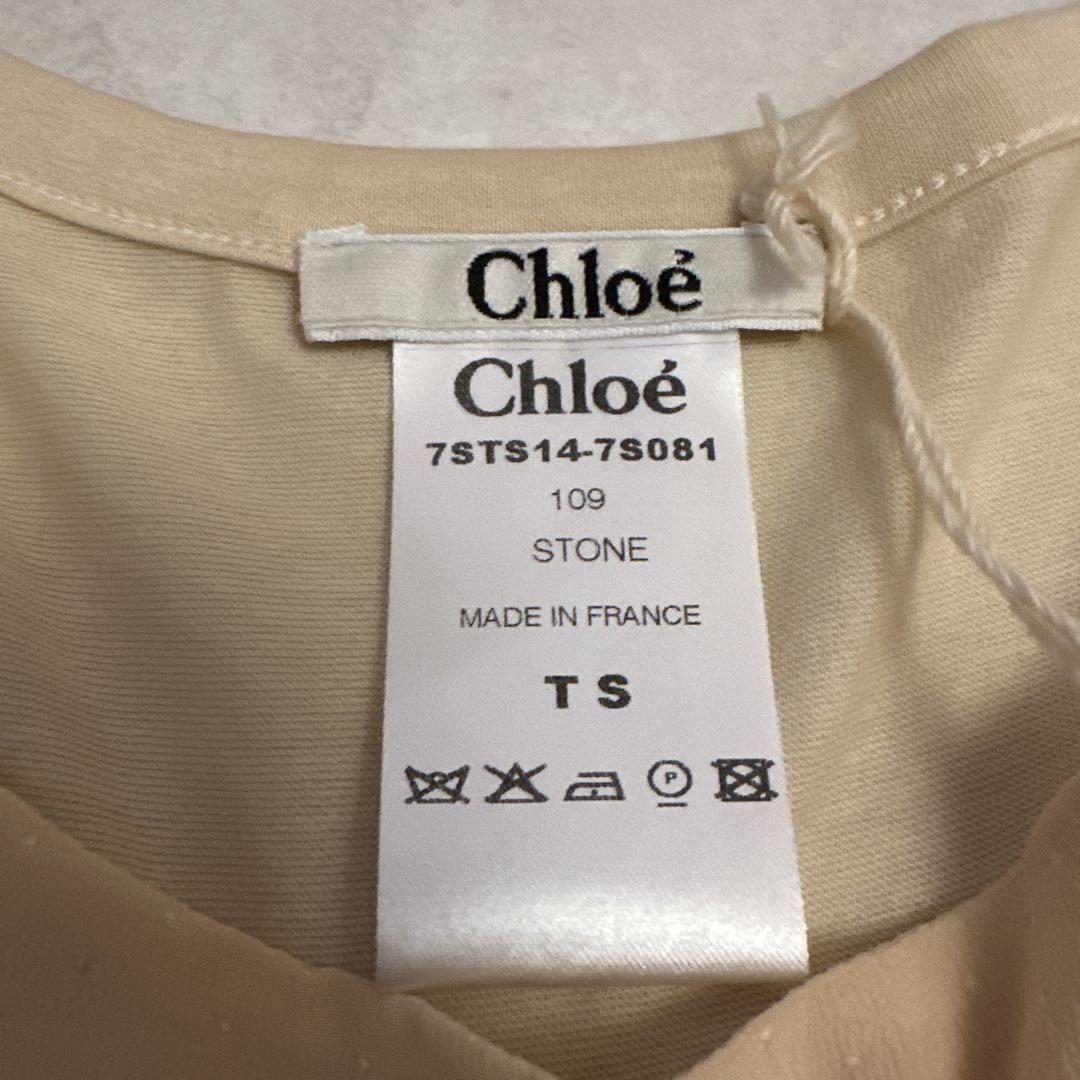 Chloé
Chloé
7STS14-7S081
109
STONE
MADE IN FRANCE
T S
P